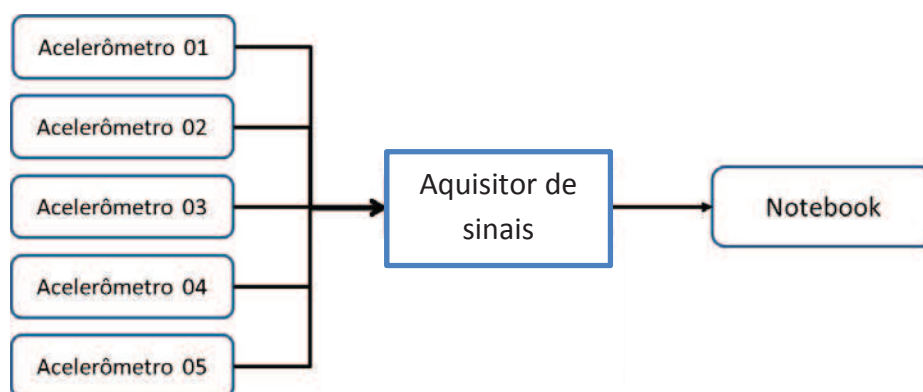 Acelerômetro 01
Acelerômetro 02
Acelerômetro 03
Acelerômetro 04
Acelerômetro 05
Aquisitor de
sinais
Notebook